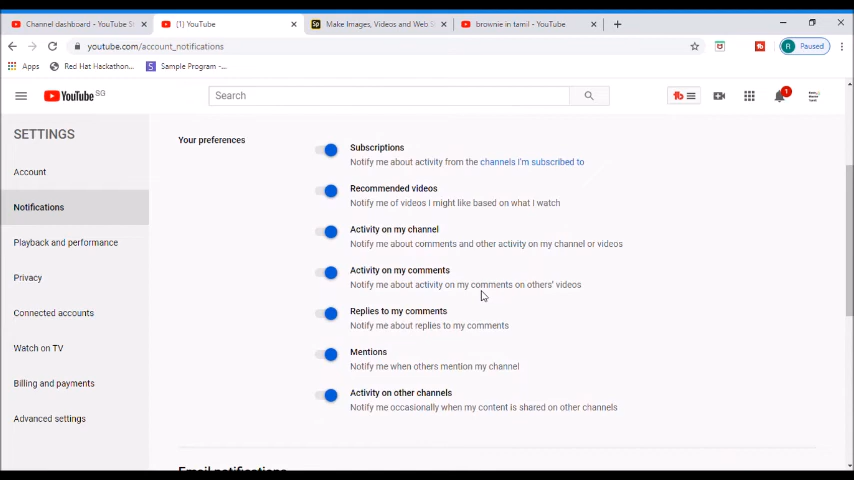 Channel dashboard - YouTube St
(1) YouTube
Sp Make Images, Videos and Web S
brownie in tamil - YouTube
youtube.com/account_notifications
R Paused
Apps
Red Hat Hackathon...
S Sample Program -...
YouTube SG
Search
1
SETTINGS
Account
Notifications
Playback and performance
Privacy
Connected accounts
Watch on TV
Billing and payments
Advanced settings
Your preferences
Subscriptions
Notify me about activity from the channels I'm subscribed to
Recommended videos
Notify me of videos I might like based on what I watch
Activity on my channel
Notify me about comments and other activity on my channel or videos
Activity on my comments
Notify me about activity on my comments on others' videos
Replies to my comments
Notify me about replies to my comments
Mentions
Notify me when others mention my channel
Activity on other channels
Notify me occasionally when my content is shared on other channels
Email notifications